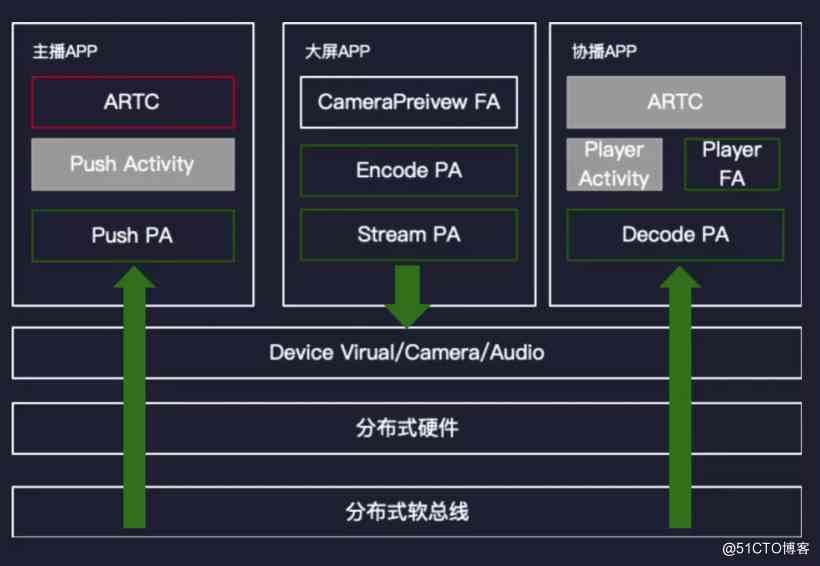 主播APP
ARTC
Push Activity
Push PA
大屏APP
CameraPreivew FA
Encode PA
Stream PA
协播APP
ARTC
Player
Activity
Player
FA
Decode PA
Device Virual/Camera/Audio
分布式硬件
分布式软总线
@51CTO博客